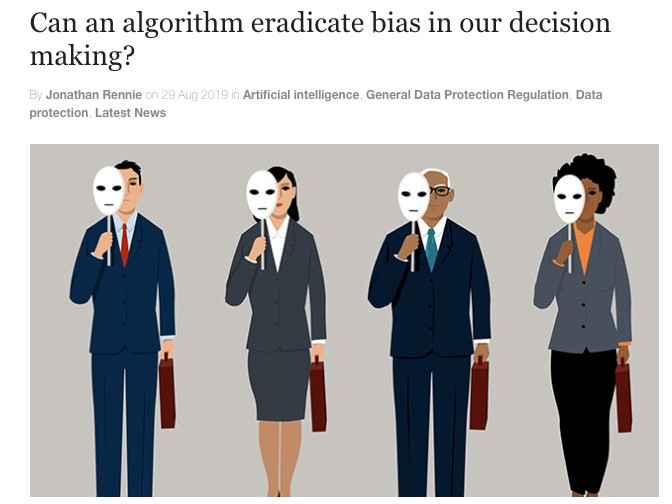 Can an algorithm eradicate bias in our decision
making?
By Jonathan Rennie on 29 Aug 2019 in Artificial intelligence, General Data Protection Regulation, Data
protection, Latest News